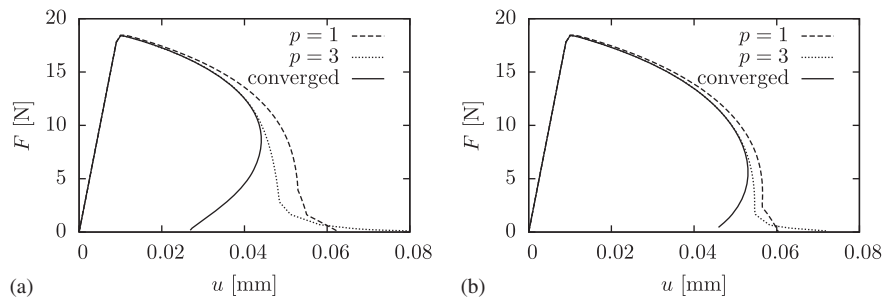 20
15
10
5
0
F [N]
p = 1
p = 3
converged
0
0.02
0.04
0.06
0.08
(a)
u [mm]
20
15
10
5
0
F [N]
p = 1
p = 3
converged
0
0.02
0.04
0.06
0.08
(b)
u [mm]